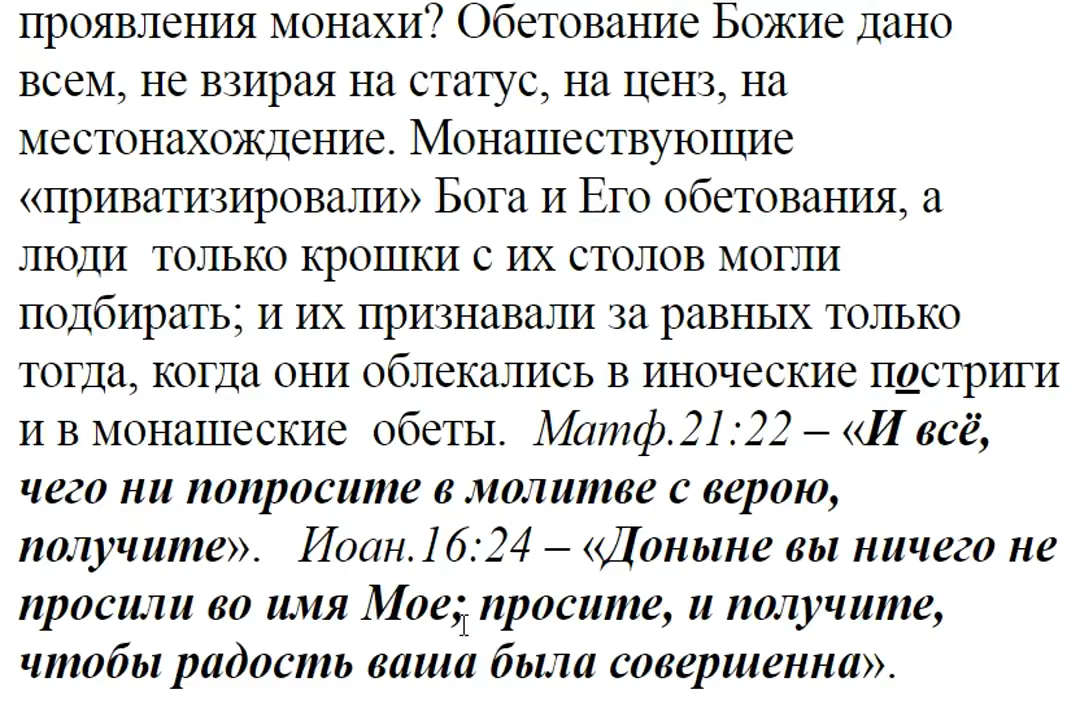 проявления монахи? Обетование Божие дано
всем, не взирая на статус, на ценз, на
местонахождение. Монашествующие
«приватизировали» Бога и Его обетования, а
люди  только крошки с их столов могли
подбирать; и их признавали за равных только
тогда, когда они облекались в иноческие постриги
и в монашеские  обеты.  Матф.21:22 – «И всё,
чего ни попросите в молитве с верою,
получите».   Иоан.16:24 – «Доныне вы ничего не
просили во имя Мое; просите, и получите,
чтобы радость ваша была совершенна».